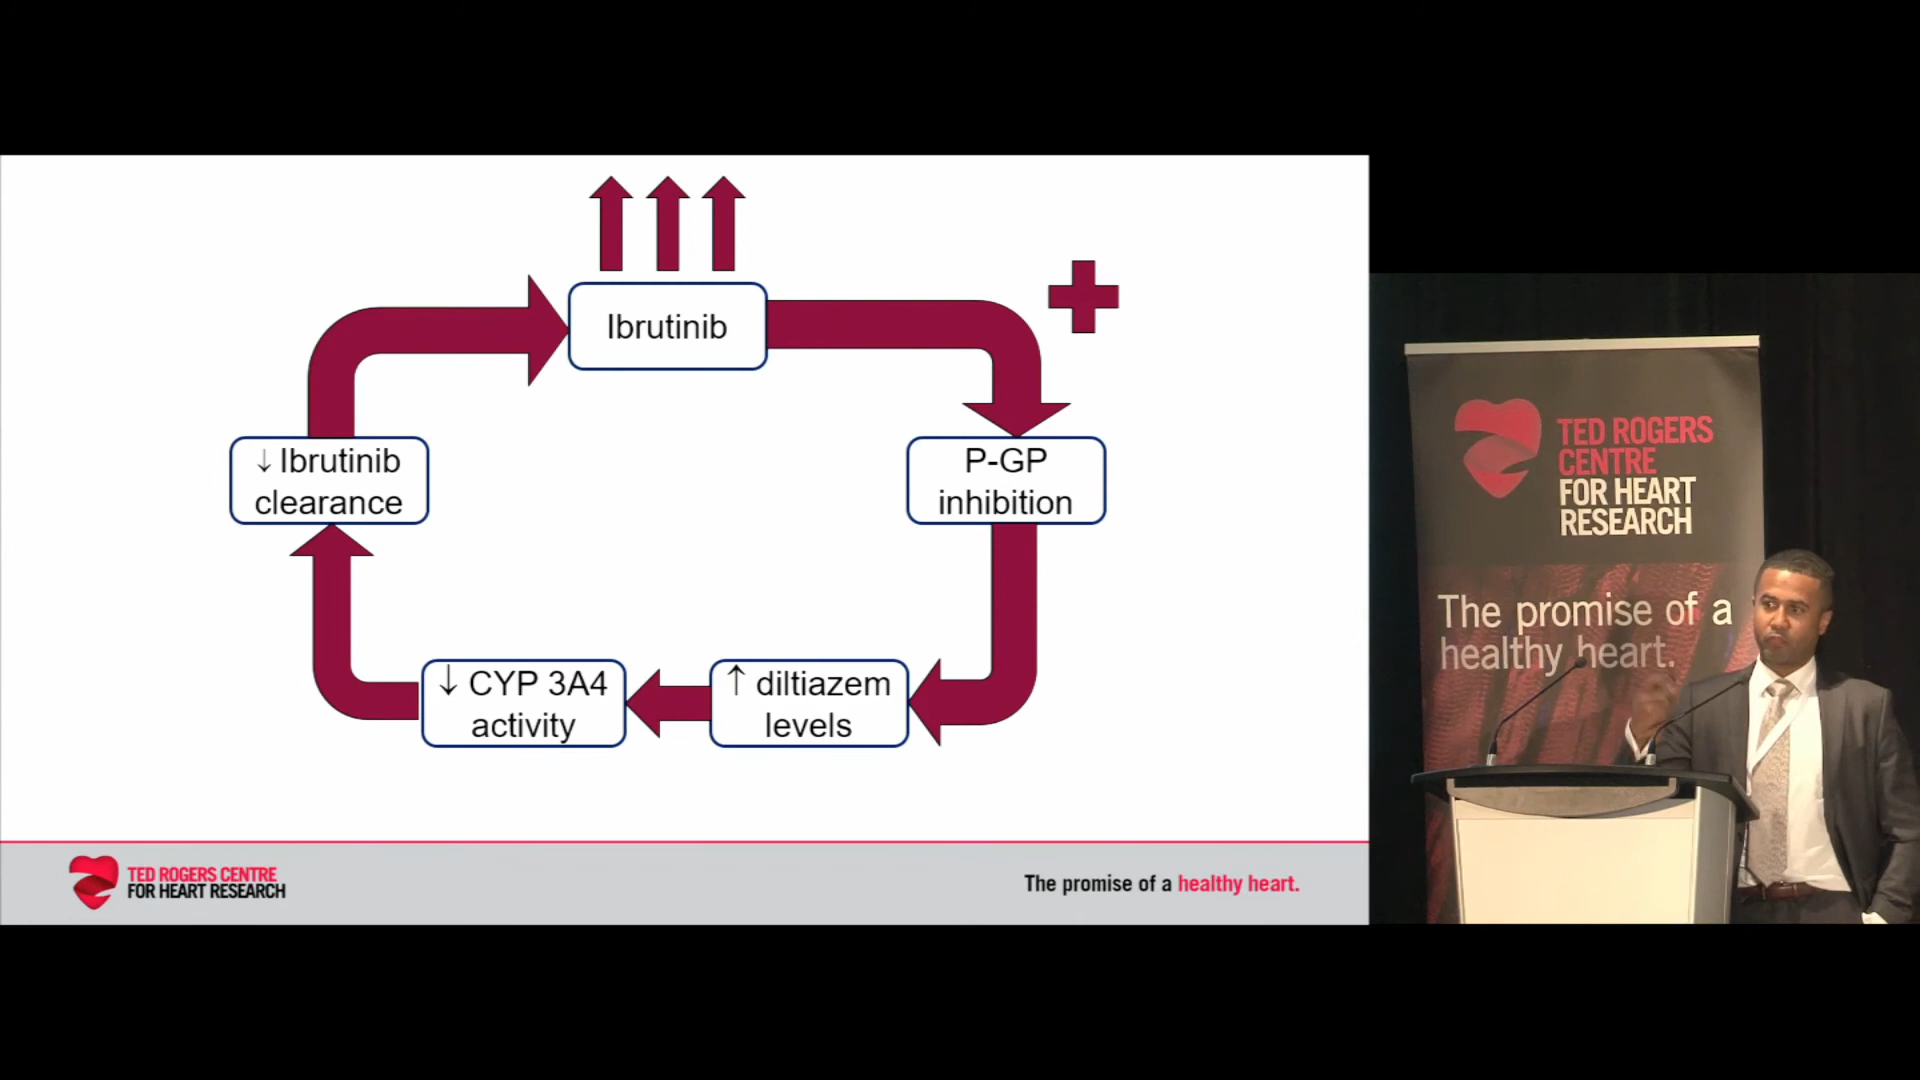 Ibrutinib
↓ Ibrutinib
clearance
P-GP
inhibition
↓ CYP 3A4
activity
↑ diltiazem
levels
TED ROGERS CENTRE
FOR HEART RESEARCH
The promise of a healthy heart.
TED ROGERS
CENTRE
FOR HEART
RESEARCH
The promise of a
healthy heart.